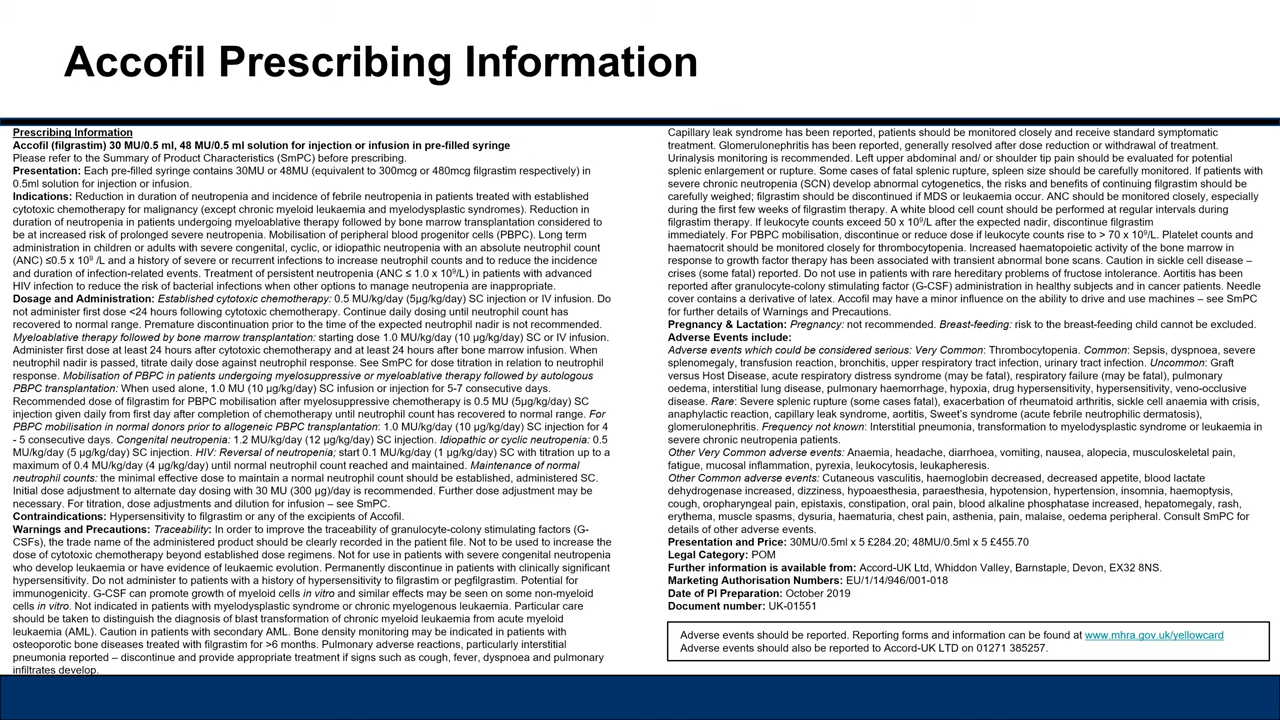 Accofil Prescribing Information
Prescribing Information
Accofil (filgrastim) 30 MU/0.5 ml, 48 MU/0.5 ml solution for injection or infusion in pre-filled syringe
Please refer to the Summary of Product Characteristics (SmPC) before prescribing.
Presentation: Each pre-filled syringe contains 30MU or 48MU (equivalent to 300mcg or 480mcg filgrastim respectively) in
0.5ml solution for injection or infusion.
Indications: Reduction in duration of neutropenia and incidence of febrile neutropenia in patients treated with established
cytotoxic chemotherapy for malignancy (except chronic myeloid leukaemia and myelodysplastic syndromes). Reduction in
duration of neutropenia in patients undergoing myeloablative therapy followed by bone marrow transplantation considered to
be at increased risk of prolonged severe neutropenia. Mobilisation of peripheral blood progenitor cells (PBPC). Long term
administration in children or adults with severe congenital, cyclic, or idiopathic neutropenia with an absolute neutrophil count
(ANC) ≤0.5 x 10⁹ /L and a history of severe or recurrent infections to increase neutrophil counts and to reduce the incidence
and duration of infection-related events. Treatment of persistent neutropenia (ANC ≤ 1.0 x 10⁹/L) in patients with advanced
HIV infection to reduce the risk of bacterial infections when other options to manage neutropenia are inappropriate.
Dosage and Administration: Established cytotoxic chemotherapy: 0.5 MU/kg/day (5µg/kg/day) SC injection or IV infusion. Do
not administer first dose <24 hours following cytotoxic chemotherapy. Continue daily dosing until neutrophil count has
recovered to normal range. Premature discontinuation prior to the time of the expected neutrophil nadir is not recommended.
Myeloablative therapy followed by bone marrow transplantation: starting dose 1.0 MU/kg/day (10 µg/kg/day) SC or IV infusion.
Administer first dose at least 24 hours after cytotoxic chemotherapy and at least 24 hours after bone marrow infusion. When
neutrophil nadir is passed, titrate daily dose against neutrophil response. See SmPC for dose titration in relation to neutrophil
response. Mobilisation of PBPC in patients undergoing myelosuppressive or myeloablative therapy followed by autologous
PBPC transplantation: When used alone, 1.0 MU (10 µg/kg/day) SC infusion or injection for 5-7 consecutive days.
Recommended dose of filgrastim for PBPC mobilisation after myelosuppressive chemotherapy is 0.5 MU (5µg/kg/day) SC
injection given daily from first day after completion of chemotherapy until neutrophil count has recovered to normal range. For
PBPC mobilisation in normal donors prior to allogeneic PBPC transplantation: 1.0 MU/kg/day (10 µg/kg/day) SC injection for 4
- 5 consecutive days. Congenital neutropenia: 1.2 MU/kg/day (12 µg/kg/day) SC injection. Idiopathic or cyclic neutropenia: 0.5
MU/kg/day (5 µg/kg/day) SC injection. HIV: Reversal of neutropenia; start 0.1 MU/kg/day (1 µg/kg/day) SC with titration up to a
maximum of 0.4 MU/kg/day (4 µg/kg/day) until normal neutrophil count reached and maintained. Maintenance of normal
neutrophil counts: the minimal effective dose to maintain a normal neutrophil count should be established, administered SC.
Initial dose adjustment to alternate day dosing with 30 MU (300 µg)/day is recommended. Further dose adjustment may be
necessary. For titration, dose adjustments and dilution for infusion – see SmPC.
Contraindications: Hypersensitivity to filgrastim or any of the excipients of Accofil.
Warnings and Precautions: Traceability: In order to improve the traceability of granulocyte-colony stimulating factors (G-
CSFs), the trade name of the administered product should be clearly recorded in the patient file. Not to be used to increase the
dose of cytotoxic chemotherapy beyond established dose regimens. Not for use in patients with severe congenital neutropenia
who develop leukaemia or have evidence of leukaemic evolution. Permanently discontinue in patients with clinically significant
hypersensitivity. Do not administer to patients with a history of hypersensitivity to filgrastim or pegfilgrastim. Potential for
immunogenicity. G-CSF can promote growth of myeloid cells in vitro and similar effects may be seen on some non-myeloid
cells in vitro. Not indicated in patients with myelodysplastic syndrome or chronic myelogenous leukaemia. Particular care
should be taken to distinguish the diagnosis of blast transformation of chronic myeloid leukaemia from acute myeloid
leukaemia (AML). Caution in patients with secondary AML. Bone density monitoring may be indicated in patients with
osteoporotic bone diseases treated with filgrastim for >6 months. Pulmonary adverse reactions, particularly interstitial
pneumonia reported – discontinue and provide appropriate treatment if signs such as cough, fever, dyspnoea and pulmonary
infiltrates develop.
Capillary leak syndrome has been reported, patients should be monitored closely and receive standard symptomatic
treatment. Glomerulonephritis has been reported, generally resolved after dose reduction or withdrawal of treatment.
Urinalysis monitoring is recommended. Left upper abdominal and/ or shoulder tip pain should be evaluated for potential
splenic enlargement or rupture. Some cases of fatal splenic rupture, spleen size should be carefully monitored. If patients with
severe chronic neutropenia (SCN) develop abnormal cytogenetics, the risks and benefits of continuing filgrastim should be
carefully weighed; filgrastim should be discontinued if MDS or leukaemia occur. ANC should be monitored closely, especially
during the first few weeks of filgrastim therapy. A white blood cell count should be performed at regular intervals during
filgrastim therapy. If leukocyte counts exceed 50 x 10⁹/L after the expected nadir, discontinue filgrastim
immediately. For PBPC mobilisation, discontinue or reduce dose if leukocyte counts rise to > 70 x 10⁹/L. Platelet counts and
haematocrit should be monitored closely for thrombocytopenia. Increased haematopoietic activity of the bone marrow in
response to growth factor therapy has been associated with transient abnormal bone scans. Caution in sickle cell disease –
crises (some fatal) reported. Do not use in patients with rare hereditary problems of fructose intolerance. Aortitis has been
reported after granulocyte-colony stimulating factor (G-CSF) administration in healthy subjects and in cancer patients. Needle
cover contains a derivative of latex. Accofil may have a minor influence on the ability to drive and use machines – see SmPC
for further details of Warnings and Precautions.
Pregnancy & Lactation: Pregnancy: not recommended. Breast-feeding: risk to the breast-feeding child cannot be excluded.
Adverse Events include:
Adverse events which could be considered serious: Very Common: Thrombocytopenia. Common: Sepsis, dyspnoea, severe
splenomegaly, transfusion reaction, bronchitis, upper respiratory tract infection, urinary tract infection. Uncommon: Graft
versus Host Disease, acute respiratory distress syndrome (may be fatal), respiratory failure (may be fatal), pulmonary
oedema, interstitial lung disease, pulmonary haemorrhage, hypoxia, drug hypersensitivity, hypersensitivity, veno-occlusive
disease. Rare: Severe splenic rupture (some cases fatal), exacerbation of rheumatoid arthritis, sickle cell anaemia with crisis,
anaphylactic reaction, capillary leak syndrome, aortitis, Sweet’s syndrome (acute febrile neutrophilic dermatosis),
glomerulonephritis. Frequency not known: Interstitial pneumonia, transformation to myelodysplastic syndrome or leukaemia in
severe chronic neutropenia patients.
Other Very Common adverse events: Anaemia, headache, diarrhoea, vomiting, nausea, alopecia, musculoskeletal pain,
fatigue, mucosal inflammation, pyrexia, leukocytosis, leukapheresis.
Other Common adverse events: Cutaneous vasculitis, haemoglobin decreased, decreased appetite, blood lactate
dehydrogenase increased, dizziness, hypoaesthesia, paraesthesia, hypotension, hypertension, insomnia, haemoptysis,
cough, oropharyngeal pain, epistaxis, constipation, oral pain, blood alkaline phosphatase increased, hepatomegaly, rash,
erythema, muscle spasms, dysuria, haematuria, chest pain, asthenia, pain, malaise, oedema peripheral. Consult SmPC for
details of other adverse events.
Presentation and Price: 30MU/0.5ml x 5 £284.20; 48MU/0.5ml x 5 £455.70
Legal Category: POM
Further information is available from: Accord-UK Ltd, Whiddon Valley, Barnstaple, Devon, EX32 8NS.
Marketing Authorisation Numbers: EU/1/14/946/001-018
Date of PI Preparation: October 2019
Document number: UK-01551
Adverse events should be reported. Reporting forms and information can be found at www.mhra.gov.uk/yellowcard
Adverse events should also be reported to Accord-UK LTD on 01271 385257.